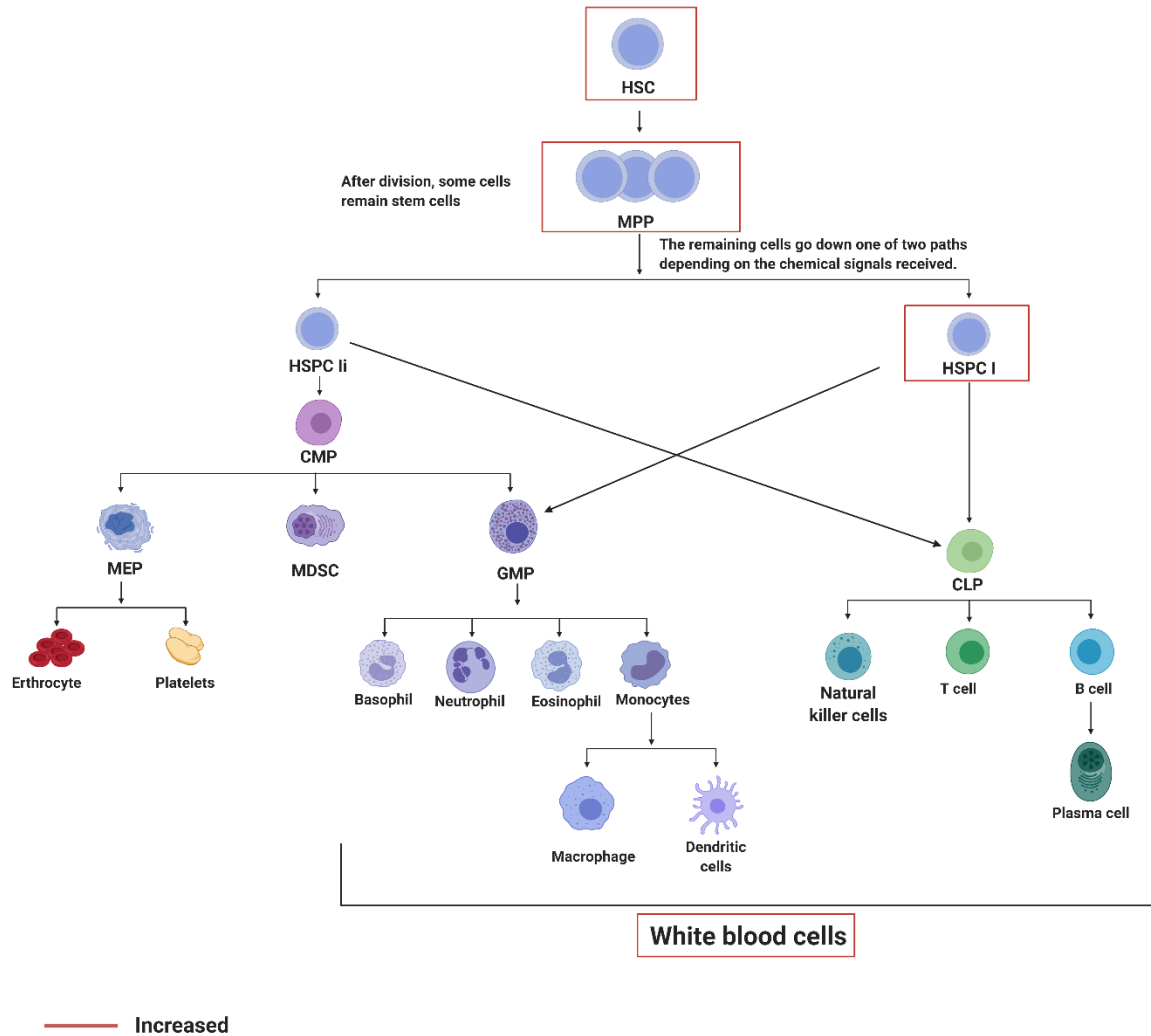 HSC
After division, some cells
remain stem cells
MPP
The remaining cells go down one of two paths
depending on the chemical signals received.
HSPC Ii
HSPC I
CMP
MEP
MDSC
GMP
CLP
Erthrocyte
Platelets
Basophil
Neutrophil
Eosinophil
Monocytes
Natural
killer cells
T cell
B cell
Macrophage
Dendritic
cells
Plasma cell
White blood cells
Increased